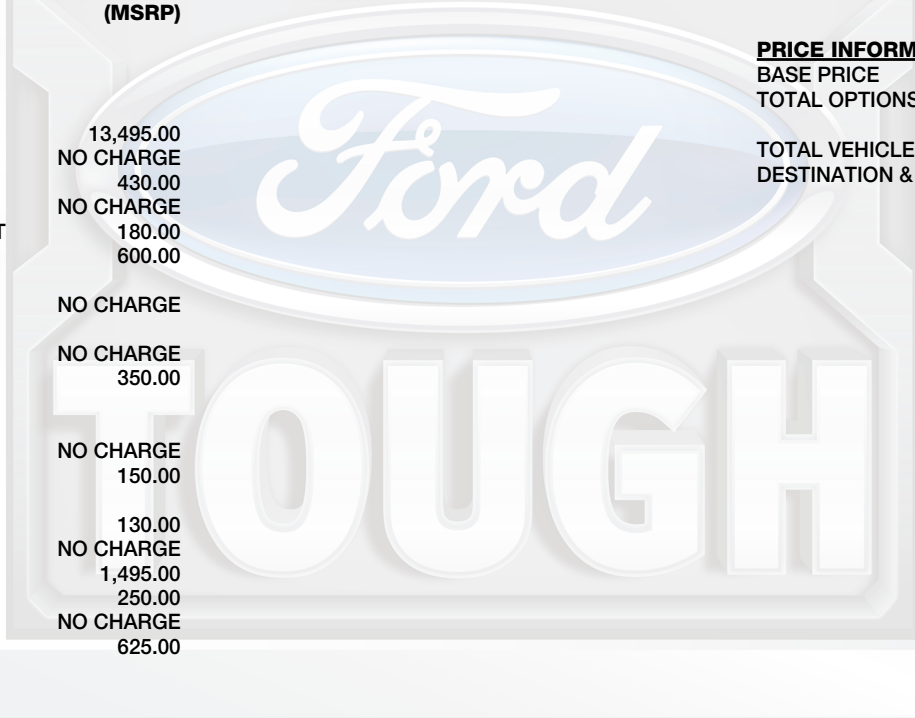 (MSRP)
13,495.00
NO CHARGE
430.00
NO CHARGE
T 180.00
600.00
NO CHARGE
NO CHARGE
350.00
NO CHARGE
150.00
130.00
NO CHARGE
1,495.00
250.00
NO CHARGE
625.00
PRICE INFORM
BASE PRICE
TOTAL OPTIONS
TOTAL VEHICLE
DESTINATION &
Ford
TOUGH